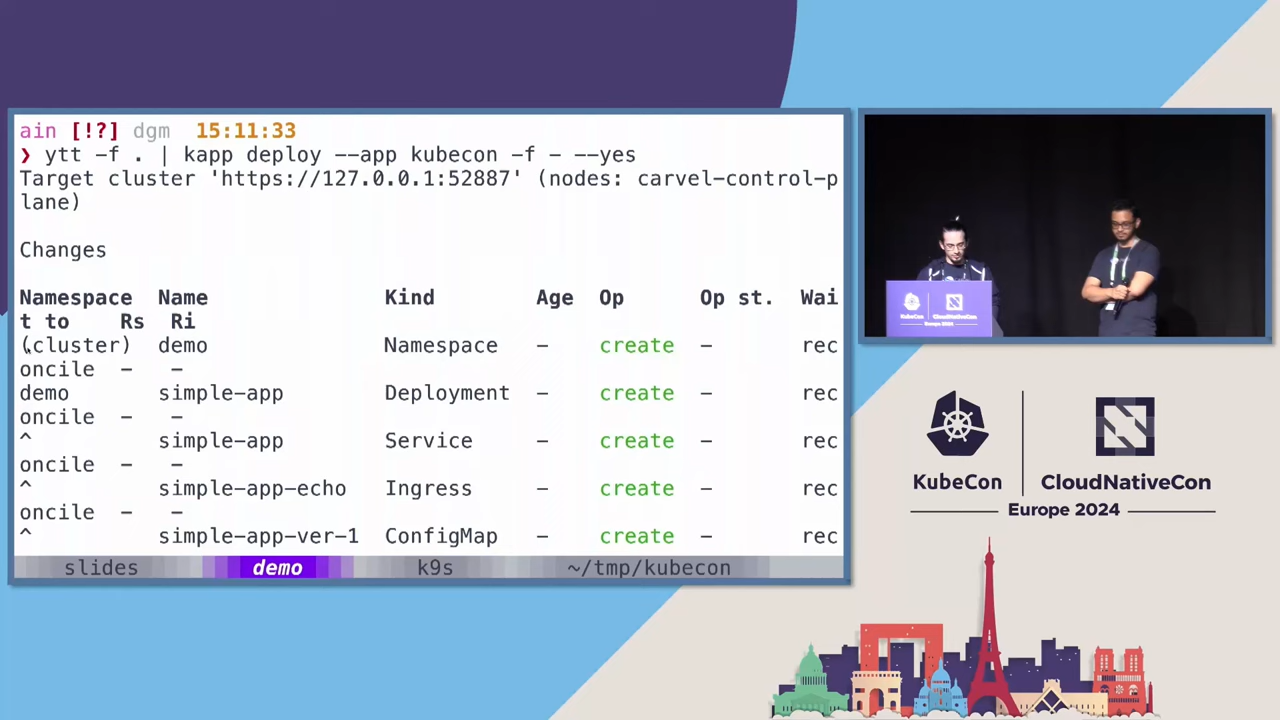 ain [!?] dgm  15:11:33
❯ ytt -f . | kapp deploy --app kubecon -f - --yes
Target cluster 'https://127.0.0.1:52887' (nodes: carvel-control-p
lane)
Changes
Namespace  Name              Kind        Age  Op      Op st.  Wai
t to    Rs  Ri
(cluster)  demo              Namespace   -    create  -       rec
oncile  -   -
demo       simple-app        Deployment  -    create  -       rec
oncile  -   -
^          simple-app        Service     -    create  -       rec
oncile  -   -
^          simple-app-echo   Ingress     -    create  -       rec
oncile  -   -
^          simple-app-ver-1  ConfigMap   -    create  -       rec
slides  demo  k9s  ~/tmp/kubecon
KubeCon CloudNativeCon
Europe 2024
KubeCon CloudNativeCon
Europe 2024